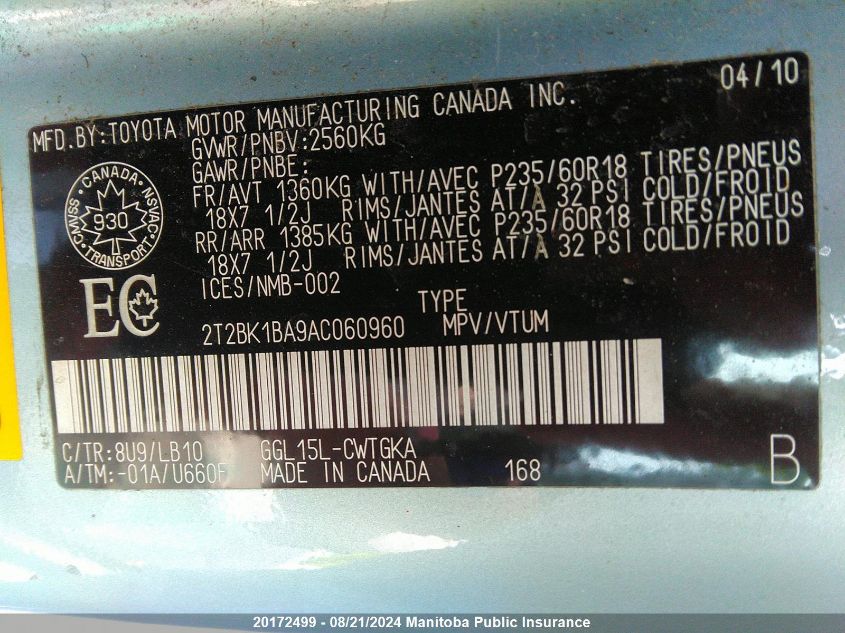 04/10
MFD.BY:TOYOTA MOTOR MANUFACTURING CANADA INC.
GVWR/PNBV:2560KG
GAWR/PNBE:
FR/AVT 1360KG WITH/AVEC P235/60R18 TIRES/PNEUS
18X7 1/2J RIMS/JANTES AT/A 32 PSI COLD/FROID
RR/ARR 1385KG WITH/AVEC P235/60R18 TIRES/PNEUS
18X7 1/2J RIMS/JANTES AT/A 32 PSI COLD/FROID
ICES/NMB-002
CANADA
CMVSS NSVAC
930
TRANSPORT
EC
TYPE
2T2BK1BA9AC060960 MPV/VTUM
C/TR:8U9/LB10 GGL15L-CWTGKA
A/TM:-01A/U660F MADE IN CANADA 168
B
20172499 - 08/21/2024 Manitoba Public Insurance